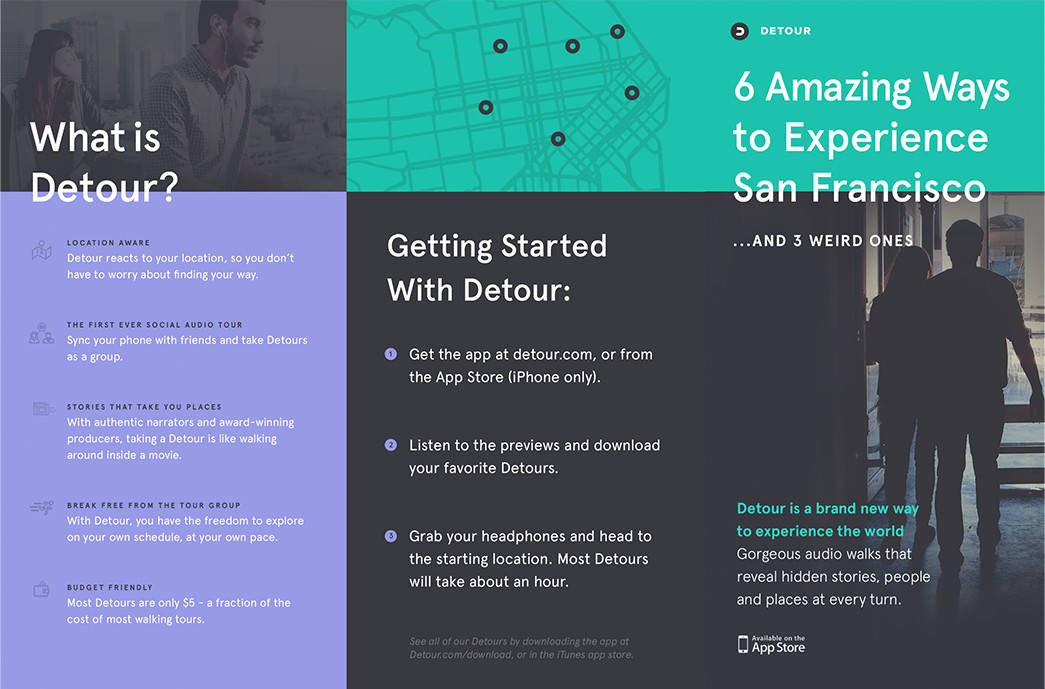 What is
Detour?
LOCATION AWARE
Detour reacts to your location, so you don't
have to worry about finding your way.
THE FIRST EVER SOCIAL AUDIO TOUR
Sync your phone with friends and take Detours
as a group.
STORIES THAT TAKE YOU PLACES
With authentic narrators and award-winning
producers, taking a Detour is like walking
around inside a movie.
BREAK FREE FROM THE TOUR GROUP
With Detour, you have the freedom to explore
on your own schedule, at your own pace.
BUDGET FRIENDLY
Most Detours are only $5 - a fraction of the
cost of most walking tours.
Getting Started
With Detour:
1 Get the app at detour.com, or from
the App Store (iPhone only).
2 Listen to the previews and download
your favorite Detours.
3 Grab your headphones and head to
the starting location. Most Detours
will take about an hour.
See all of our Detours by downloading the app at
Detour.com/download, or in the iTunes app store.
DETOUR
6 Amazing Ways
to Experience
San Francisco
...AND 3 WEIRD ONES
Detour is a brand new way
to experience the world
Gorgeous audio walks that
reveal hidden stories, people
and places at every turn.
Available on the
App Store